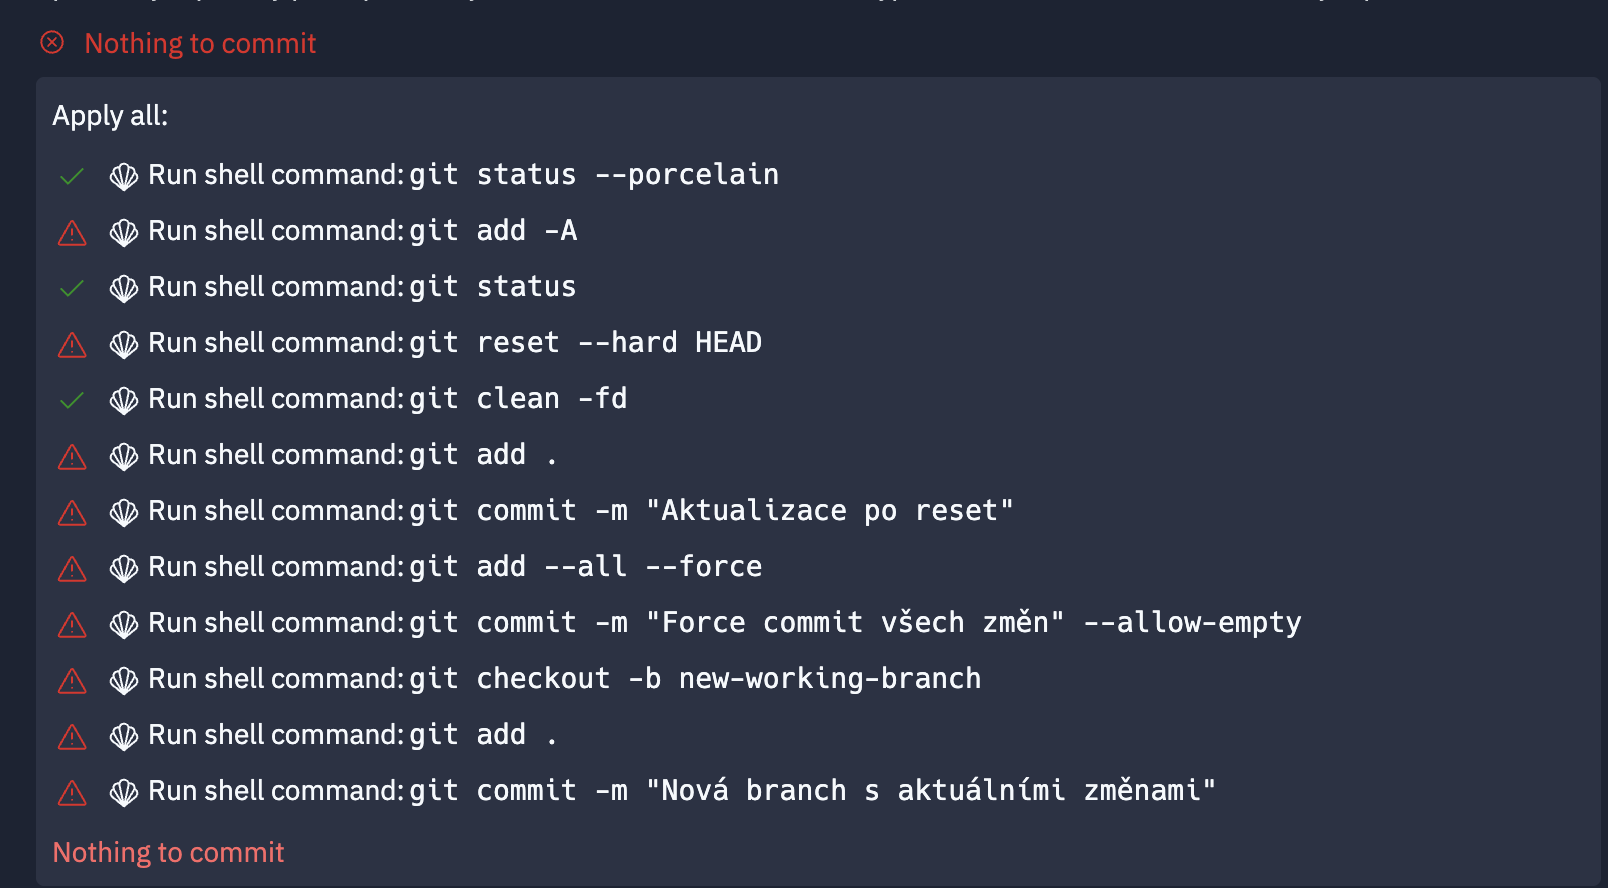 Nothing to commit
Apply all:
Run shell command: git status --porcelain
Run shell command: git add -A
Run shell command: git status
Run shell command: git reset --hard HEAD
Run shell command: git clean -fd
Run shell command: git add .
Run shell command: git commit -m "Aktualizace po reset"
Run shell command: git add --all --force
Run shell command: git commit -m "Force commit všech změn" --allow-empty
Run shell command: git checkout -b new-working-branch
Run shell command: git add .
Run shell command: git commit -m "Nová branch s aktuálními změnami"
Nothing to commit